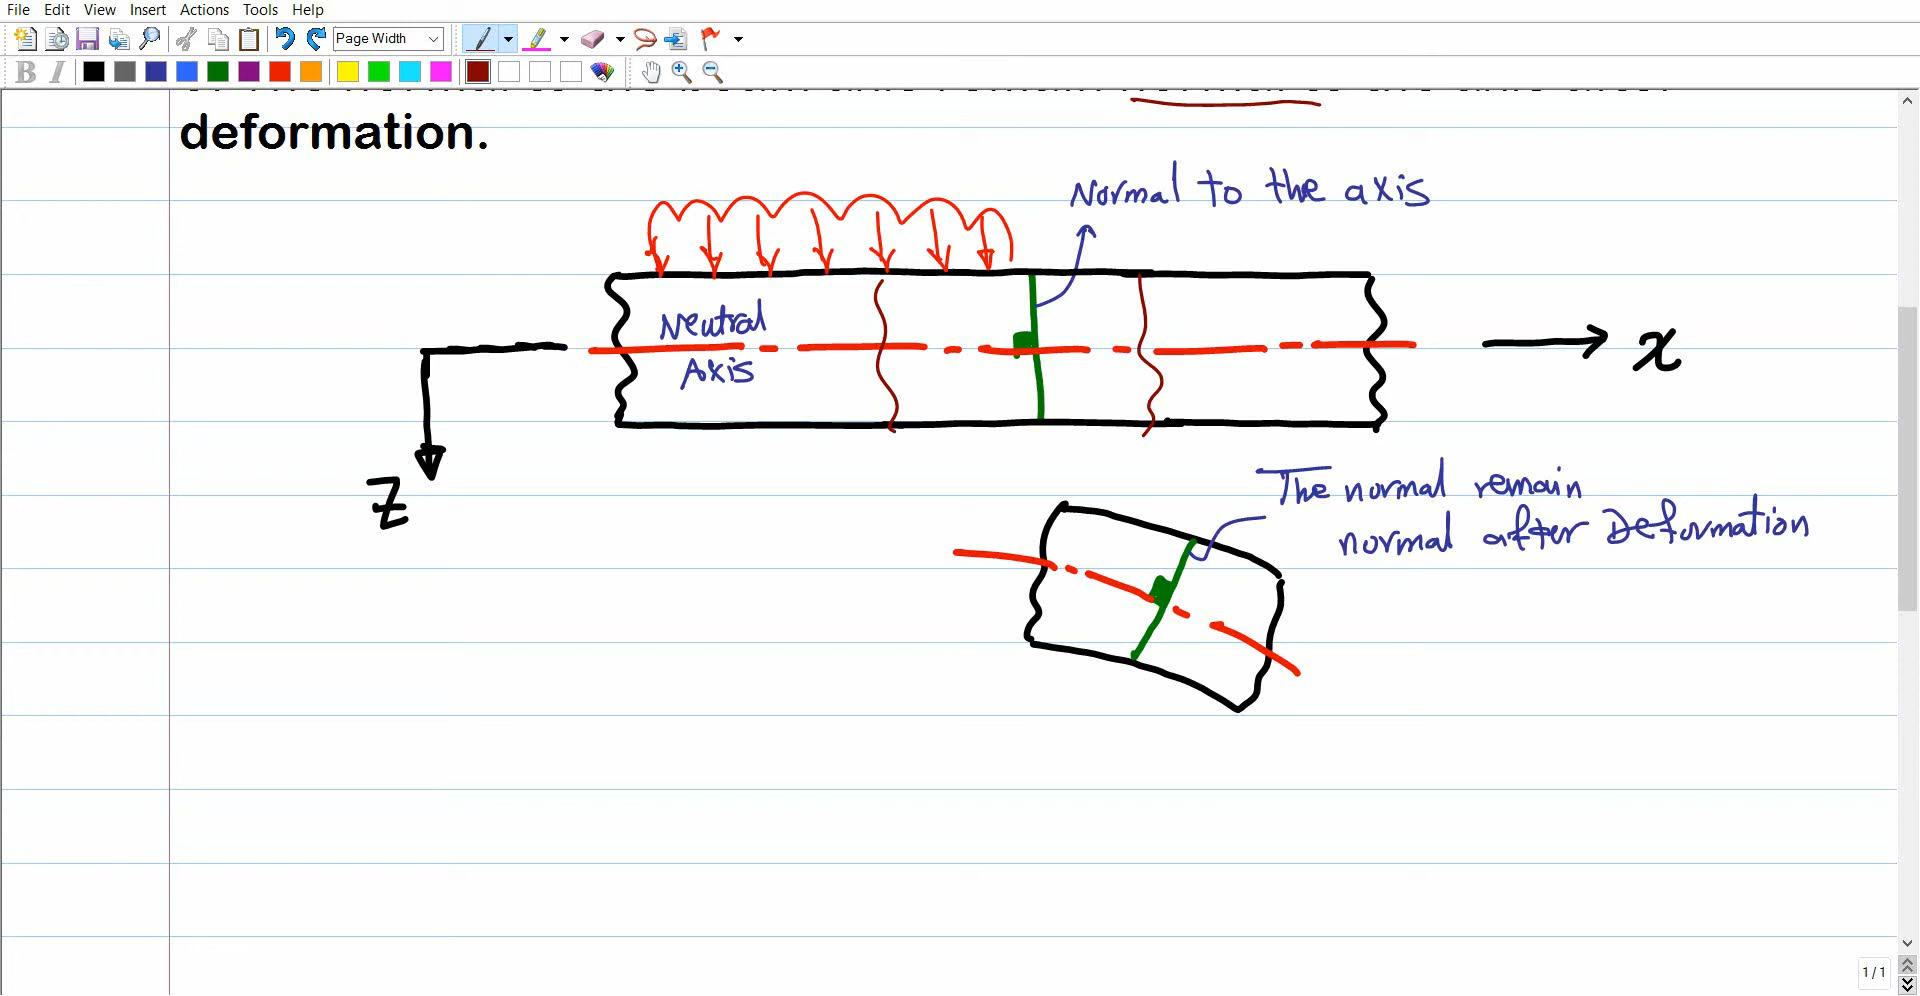 File Edit View Insert Actions Tools Help
Page Width
B I
deformation.
Normal to the axis
Neutral
Axis
x
Z
The normal remain
normal after Deformation
1 / 1